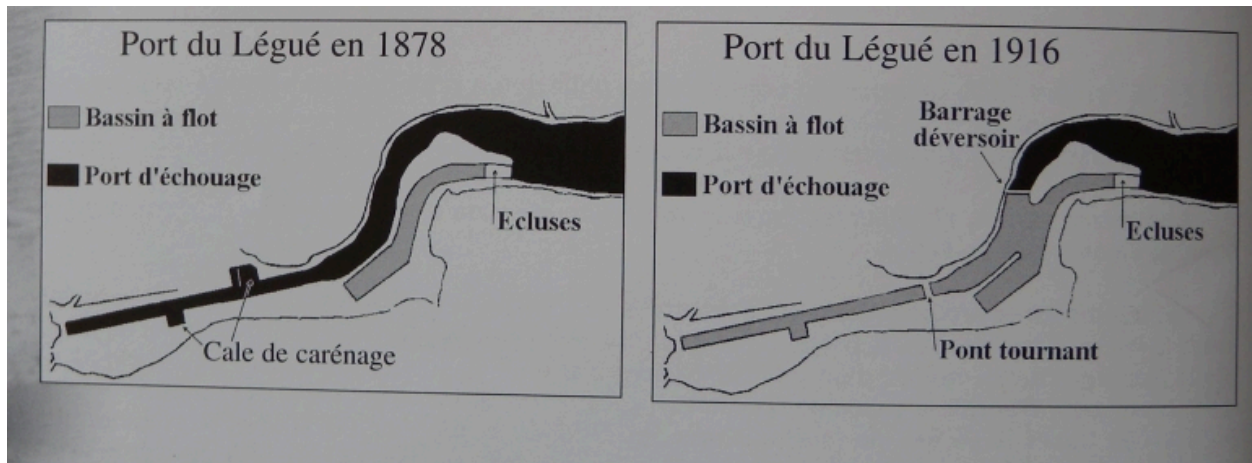 Port du Légué en 1878
Bassin à flot
Port d'échouage
Ecluses
Cale de carénage
Port du Légué en 1916
Bassin à flot
Barrage
déversoir
Port d'échouage
Ecluses
Pont tournant